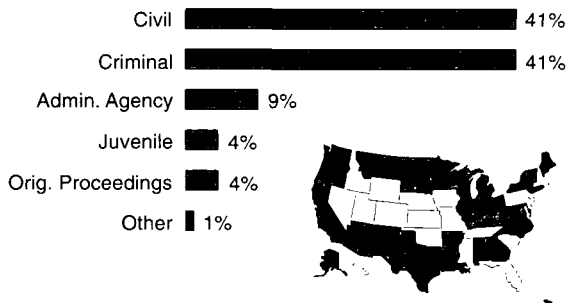 Civil 41%
Criminal 41%
Admin. Agency 9%
Juvenile 4%
Orig. Proceedings 4%
Other 1%